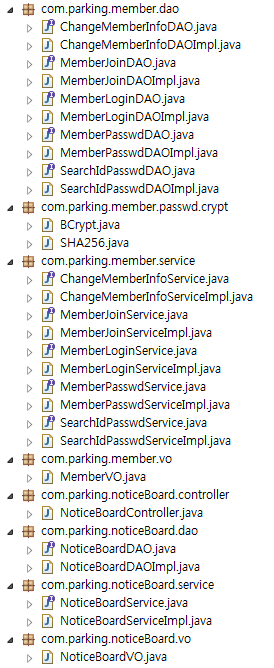 com.parking.member.dao
ChangeMemberInfoDAO.java
ChangeMemberInfoDAOImpl.java
MemberJoinDAO.java
MemberJoinDAOImpl.java
MemberLoginDAO.java
MemberLoginDAOImpl.java
MemberPasswdDAO.java
MemberPasswdDAOImpl.java
SearchIdPasswdDAO.java
SearchIdPasswdDAOImpl.java
com.parking.member.passwd.crypt
BCrypt.java
SHA256.java
com.parking.member.service
ChangeMemberInfoService.java
ChangeMemberInfoServiceImpl.java
MemberJoinService.java
MemberJoinServiceImpl.java
MemberLoginService.java
MemberLoginServiceImpl.java
MemberPasswdService.java
MemberPasswdServiceImpl.java
SearchIdPasswdService.java
SearchIdPasswdServiceImpl.java
com.parking.member.vo
MemberVO.java
com.parking.noticeBoard.controller
NoticeBoardController.java
com.parking.noticeBoard.dao
NoticeBoardDAO.java
NoticeBoardDAOImpl.java
com.parking.noticeBoard.service
NoticeBoardService.java
NoticeBoardServiceImpl.java
com.parking.noticeBoard.vo
NoticeBoardVO.java